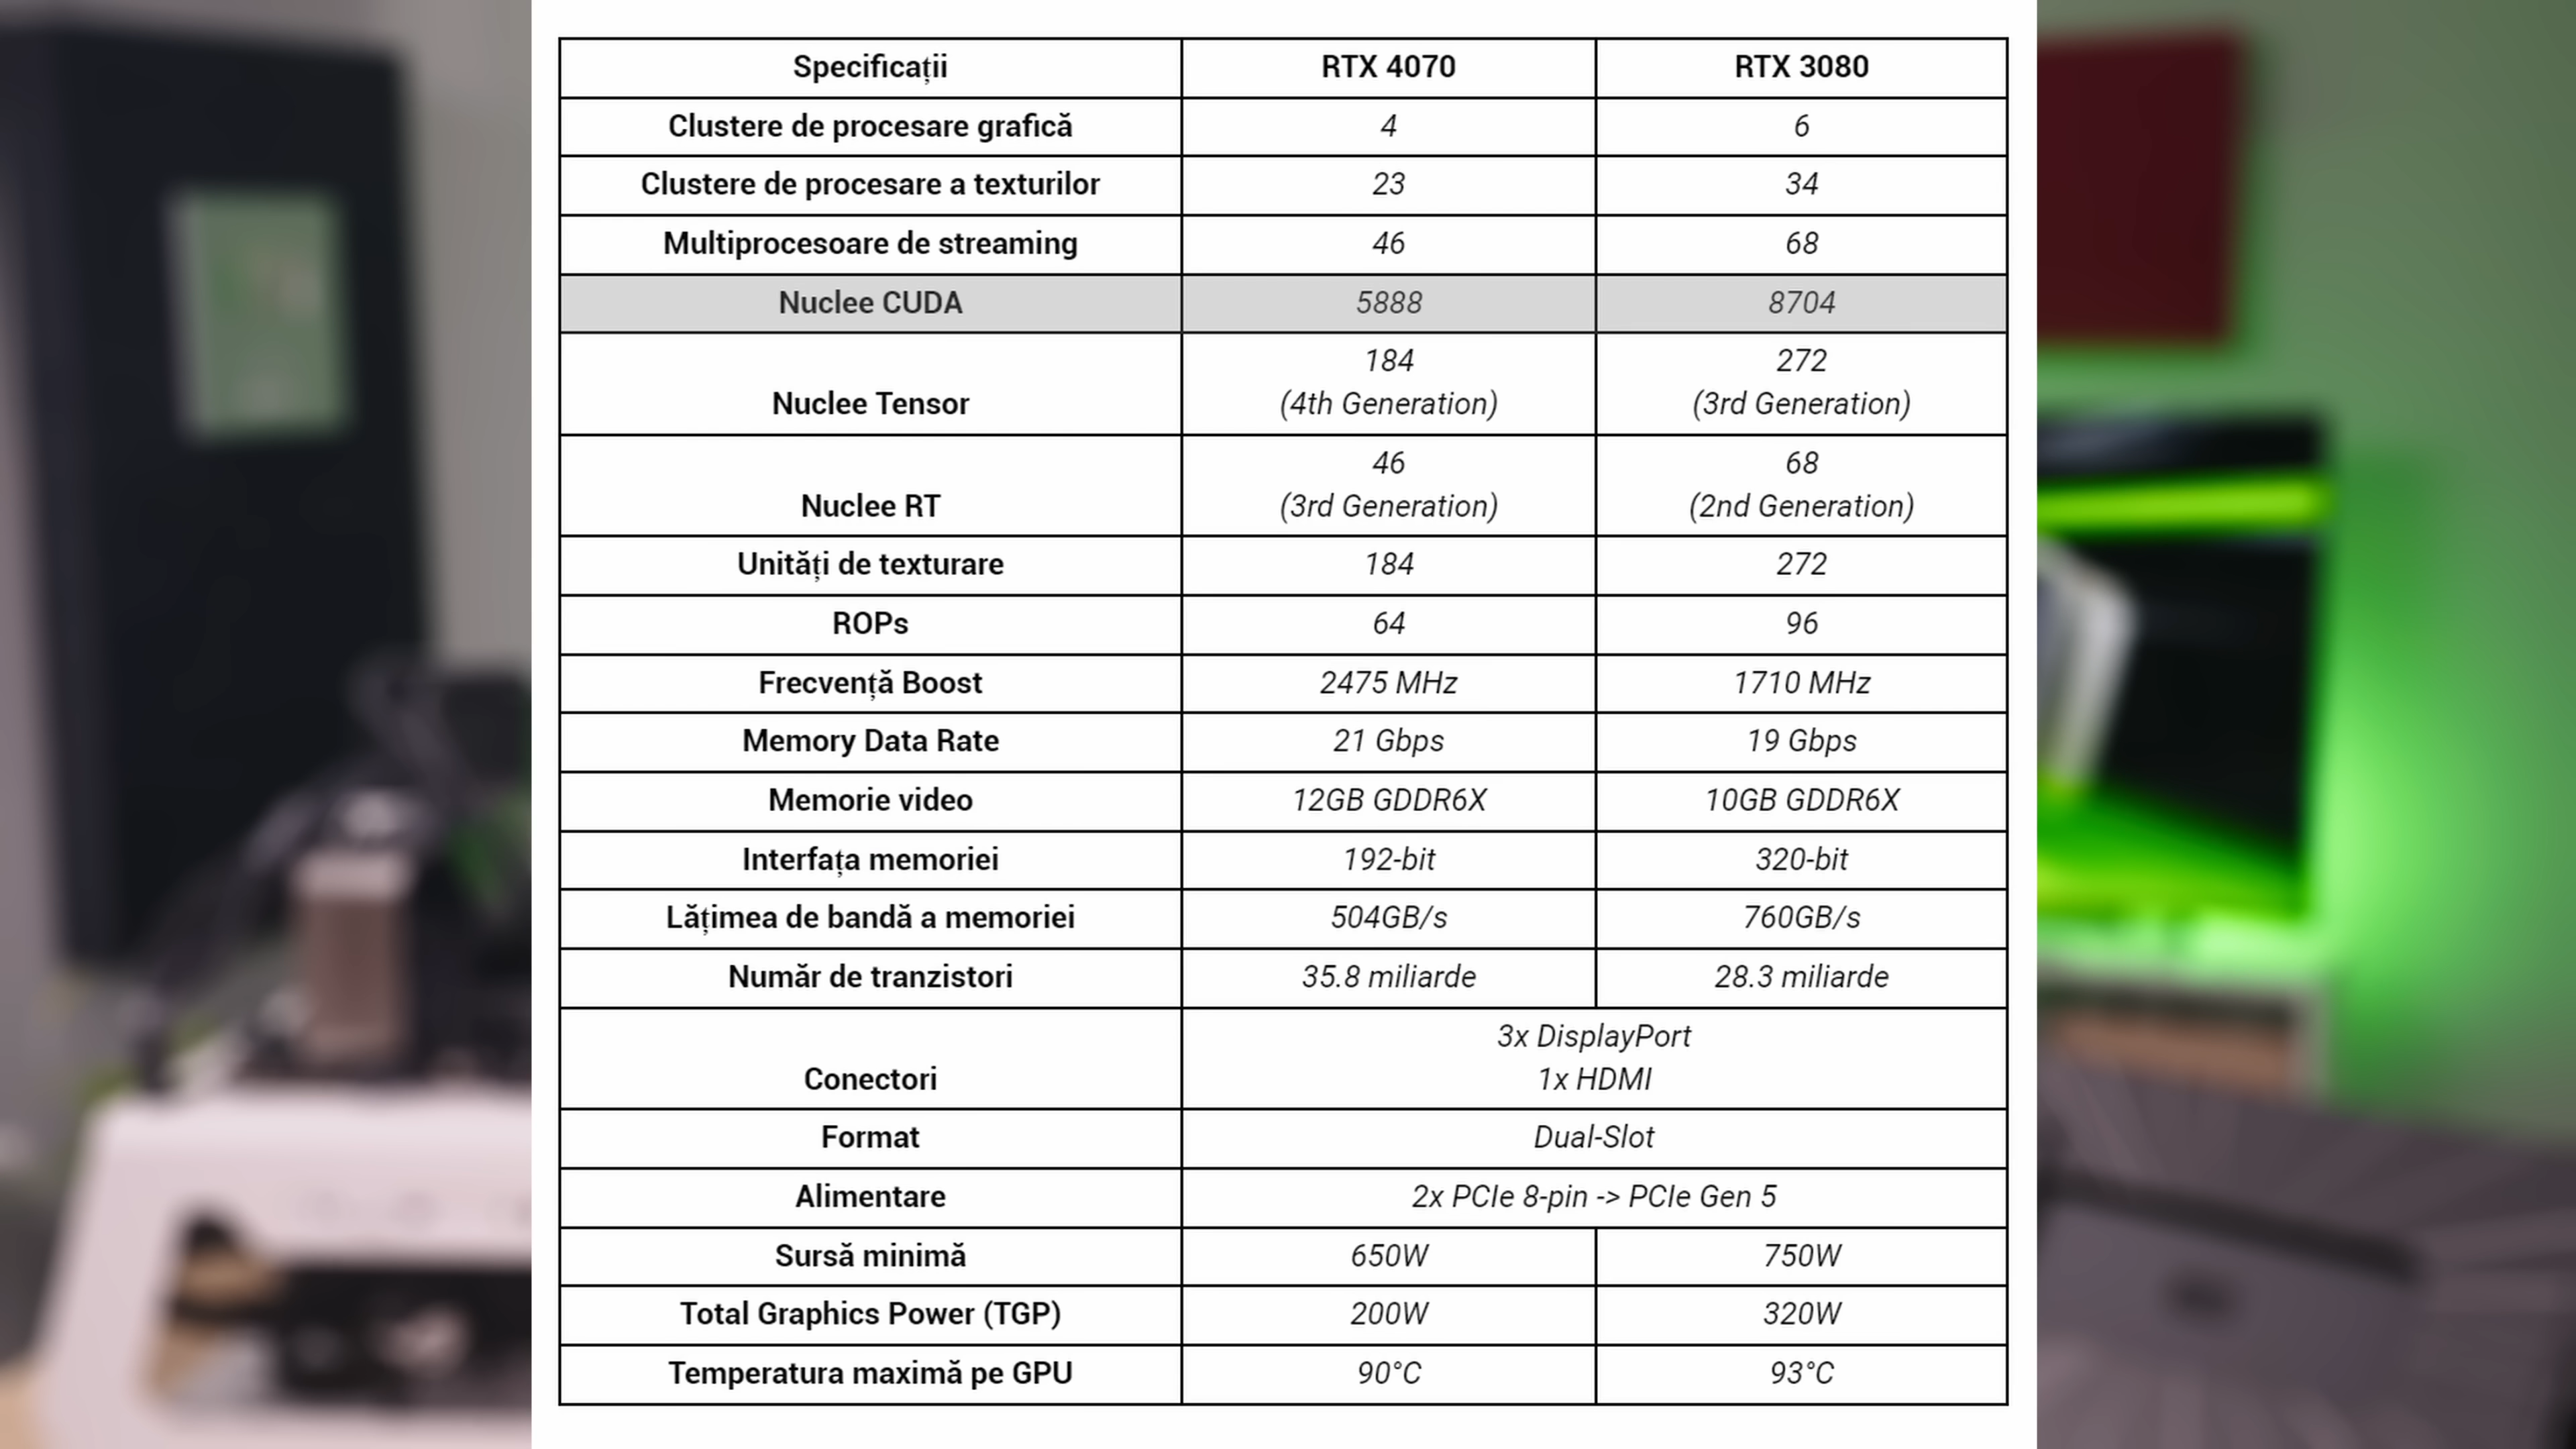 Specificații RTX 4070 RTX 3080
Clustere de procesare grafică 4 6
Clustere de procesare a texturilor 23 34
Multiprocesoare de streaming 46 68
Nuclee CUDA 5888 8704
184 272
Nuclee Tensor (4th Generation) (3rd Generation)
46 68
Nuclee RT (3rd Generation) (2nd Generation)
Unități de texturare 184 272
ROPs 64 96
Frecvență Boost 2475 MHz 1710 MHz
Memory Data Rate 21 Gbps 19 Gbps
Memorie video 12GB GDDR6X 10GB GDDR6X
Interfața memoriei 192-bit 320-bit
Lățimea de bandă a memoriei 504GB/s 760GB/s
Număr de tranzistori 35.8 miliarde 28.3 miliarde
3x DisplayPort
Conectori 1x HDMI
Format Dual-Slot
Alimentare 2x PCIe 8-pin -> PCIe Gen 5
Sursă minimă 650W 750W
Total Graphics Power (TGP) 200W 320W
Temperatura maximă pe GPU 90°C 93°C